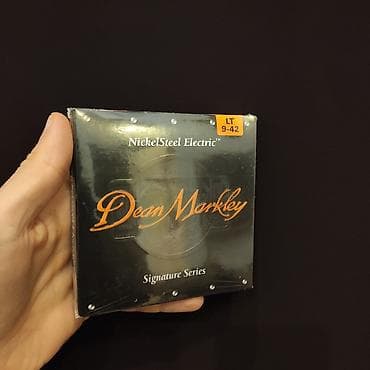 LT
9-42
NickelSteel Electric™
Dean Markley
Signature Series